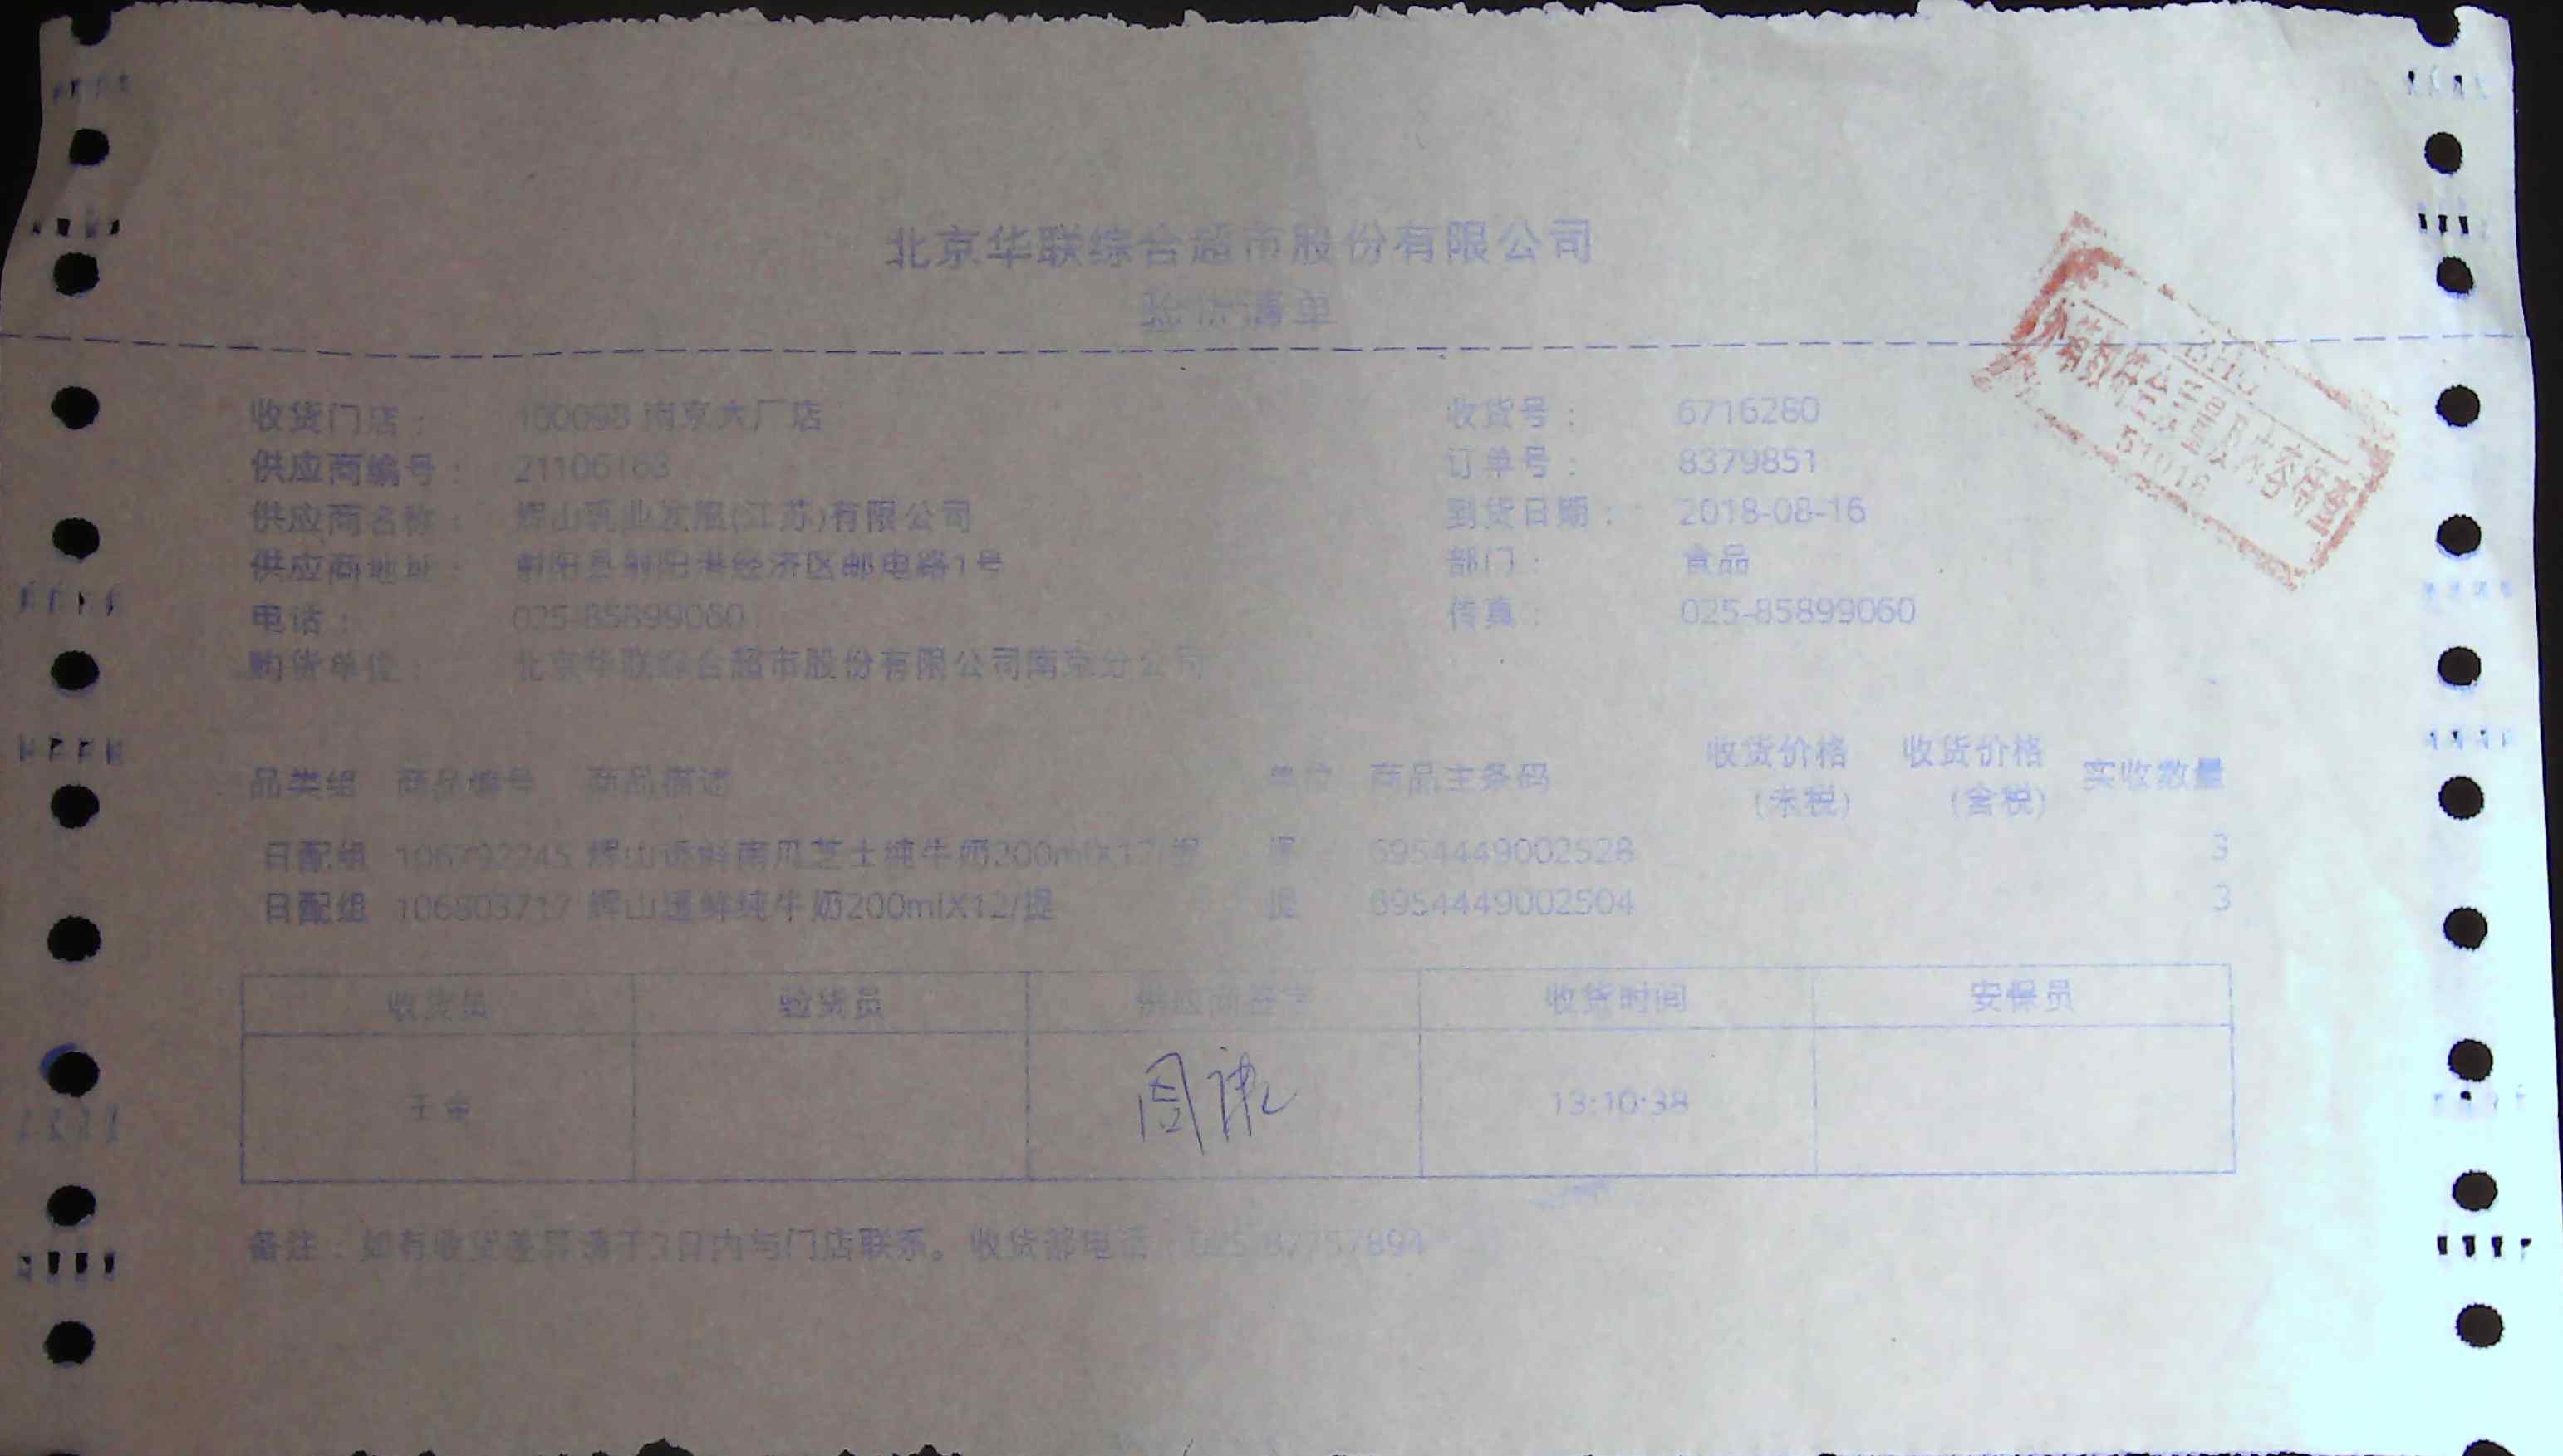 北京华联综合超市股份有限公司
验货清单
收货门店： 100098 南京大厂店 收货号： 6716280
供应商编号： 21106163 订单号： 8379851
供应商名称： 辉山乳业发展(江苏)有限公司 到货日期： 2018-08-16
供应商地址： 射阳县射阳港经济区邮电路1号 部门： 食品
电话： 025-85899060 传真： 025-85899060
购货单位： 北京华联综合超市股份有限公司南京分公司
品类组 商品编号 商品描述 单位 商品主条码 收货价格(未税) 收货价格(含税) 实收数量
日配组 106792245 辉山 南瓜芝士纯牛奶200mlX12/提 提 6954449002528 3
日配组 辉山 鲜纯牛奶200mlX12/提 提 6954449002504 3
收货员 验货员 供应商签字 收货时间 安保员
周 13:10:38
备注：如有收货差异请于3日内与门店联系。收货部电话
BHG
51016